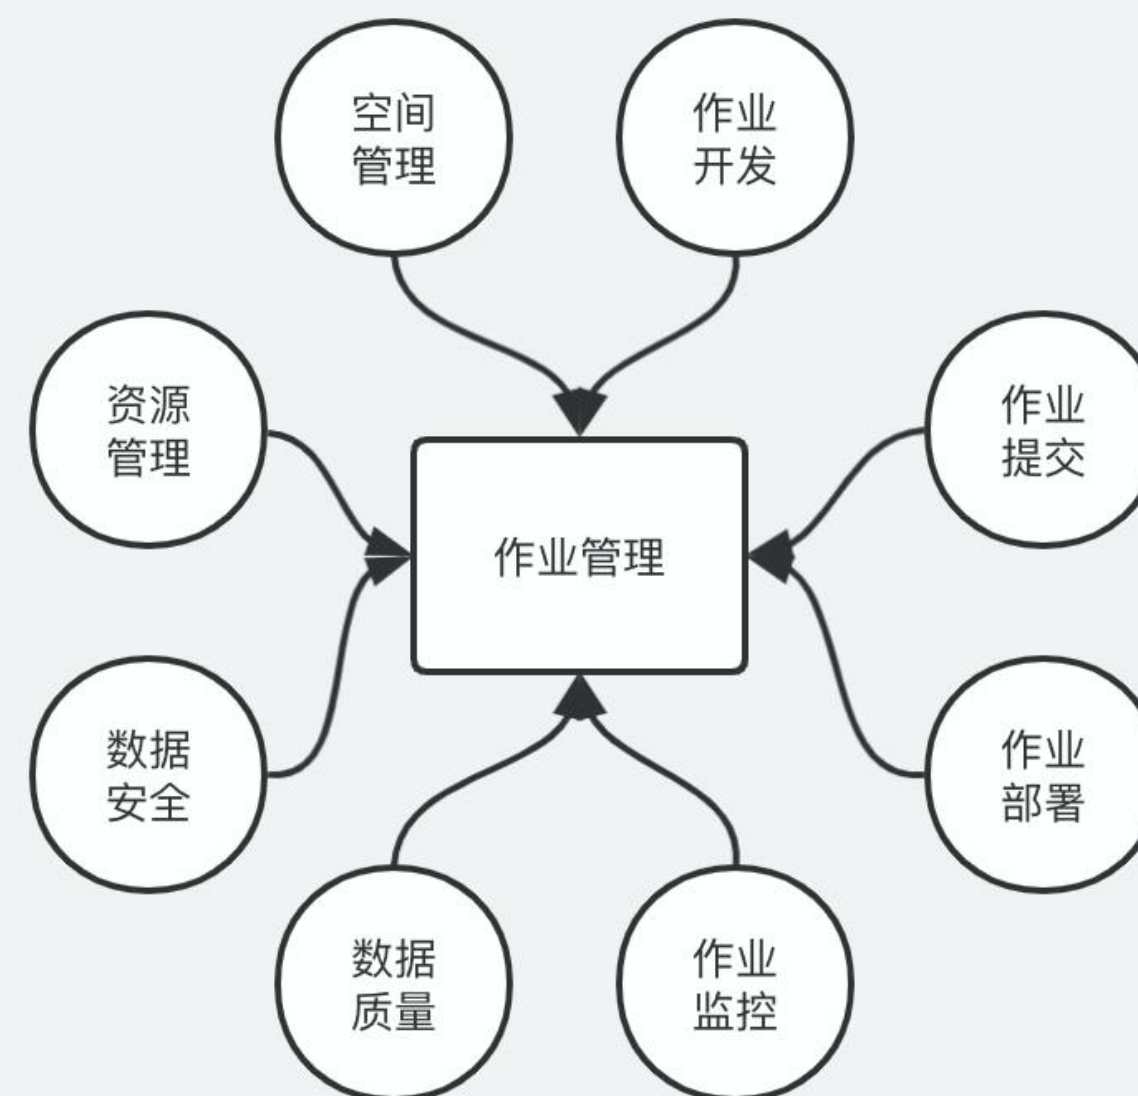 空间
管理
作业
开发
资源
管理
作业
提交
作业管理
数据
安全
作业
部署
数据
质量
作业
监控